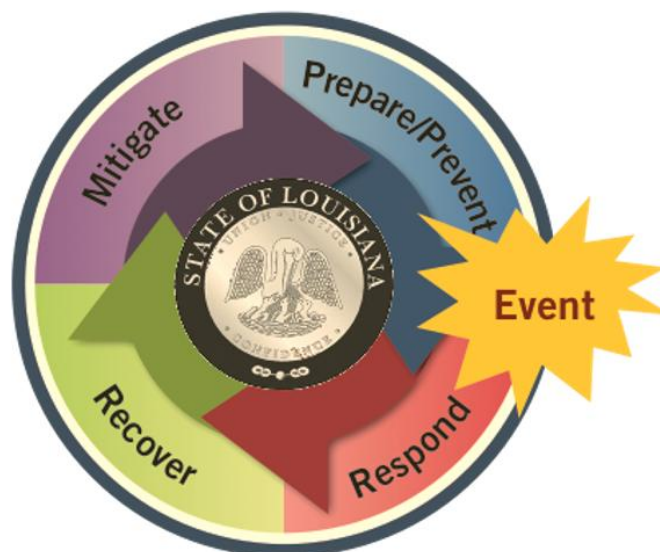 Mitigate
Prepare/Prevent
STATE OF LOUISIANA
UNION · JUSTICE
CONFIDENCE
Event
Recover
Respond